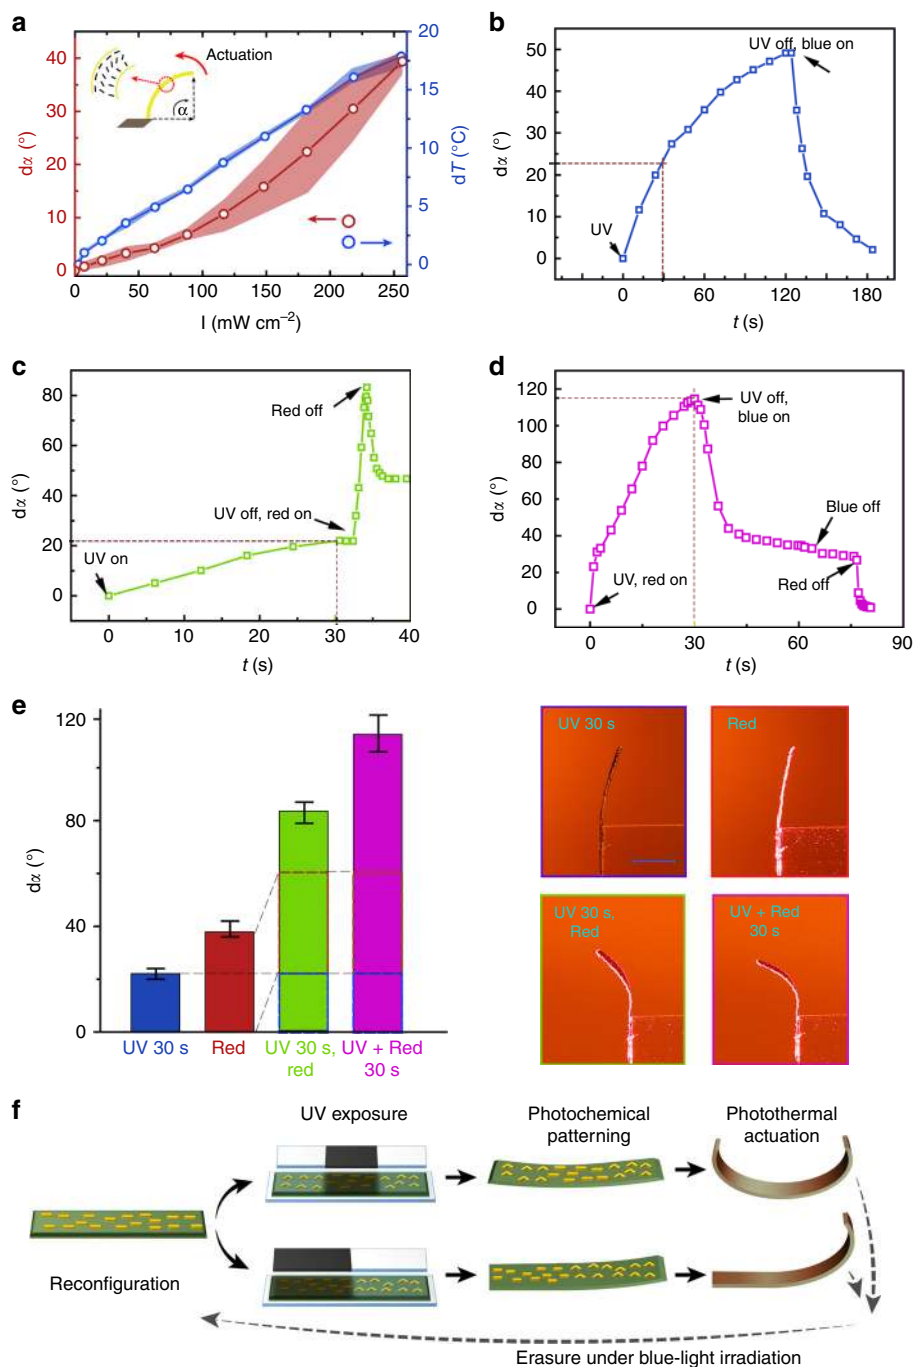 a
40
30
20
10
0
dα (°)
Actuation
α
20
15
10
5
0
dT (°C)
0 50 100 150 200 250
I (mW cm⁻²)
b
50
40
30
20
10
0
dα (°)
UV off, blue on
UV
0 60 120 180
t (s)
c
80
60
40
20
0
dα (°)
Red off
UV off, red on
UV on
0 10 20 30 40
t (s)
d
120
100
80
60
40
20
0
dα (°)
UV off,
blue on
Blue off
UV, red on
Red off
0 30 60 90
t (s)
e
120
80
40
0
dα (°)
UV 30 s Red UV 30 s, UV + Red
red 30 s
UV 30 s
Red
UV 30 s,
Red
UV + Red
30 s
f
UV exposure
Photochemical
patterning
Photothermal
actuation
Reconfiguration
Erasure under blue-light irradiation